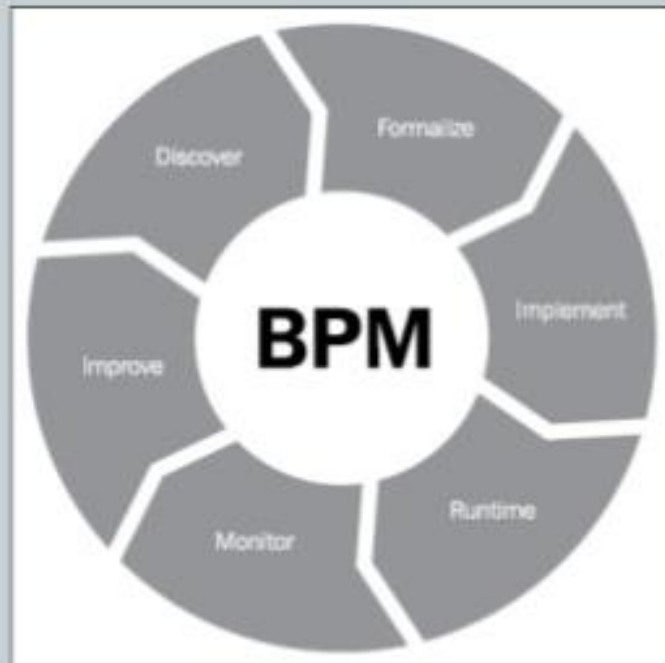 Formalize
Discover
Implement
BPM
Improve
Runtime
Monitor